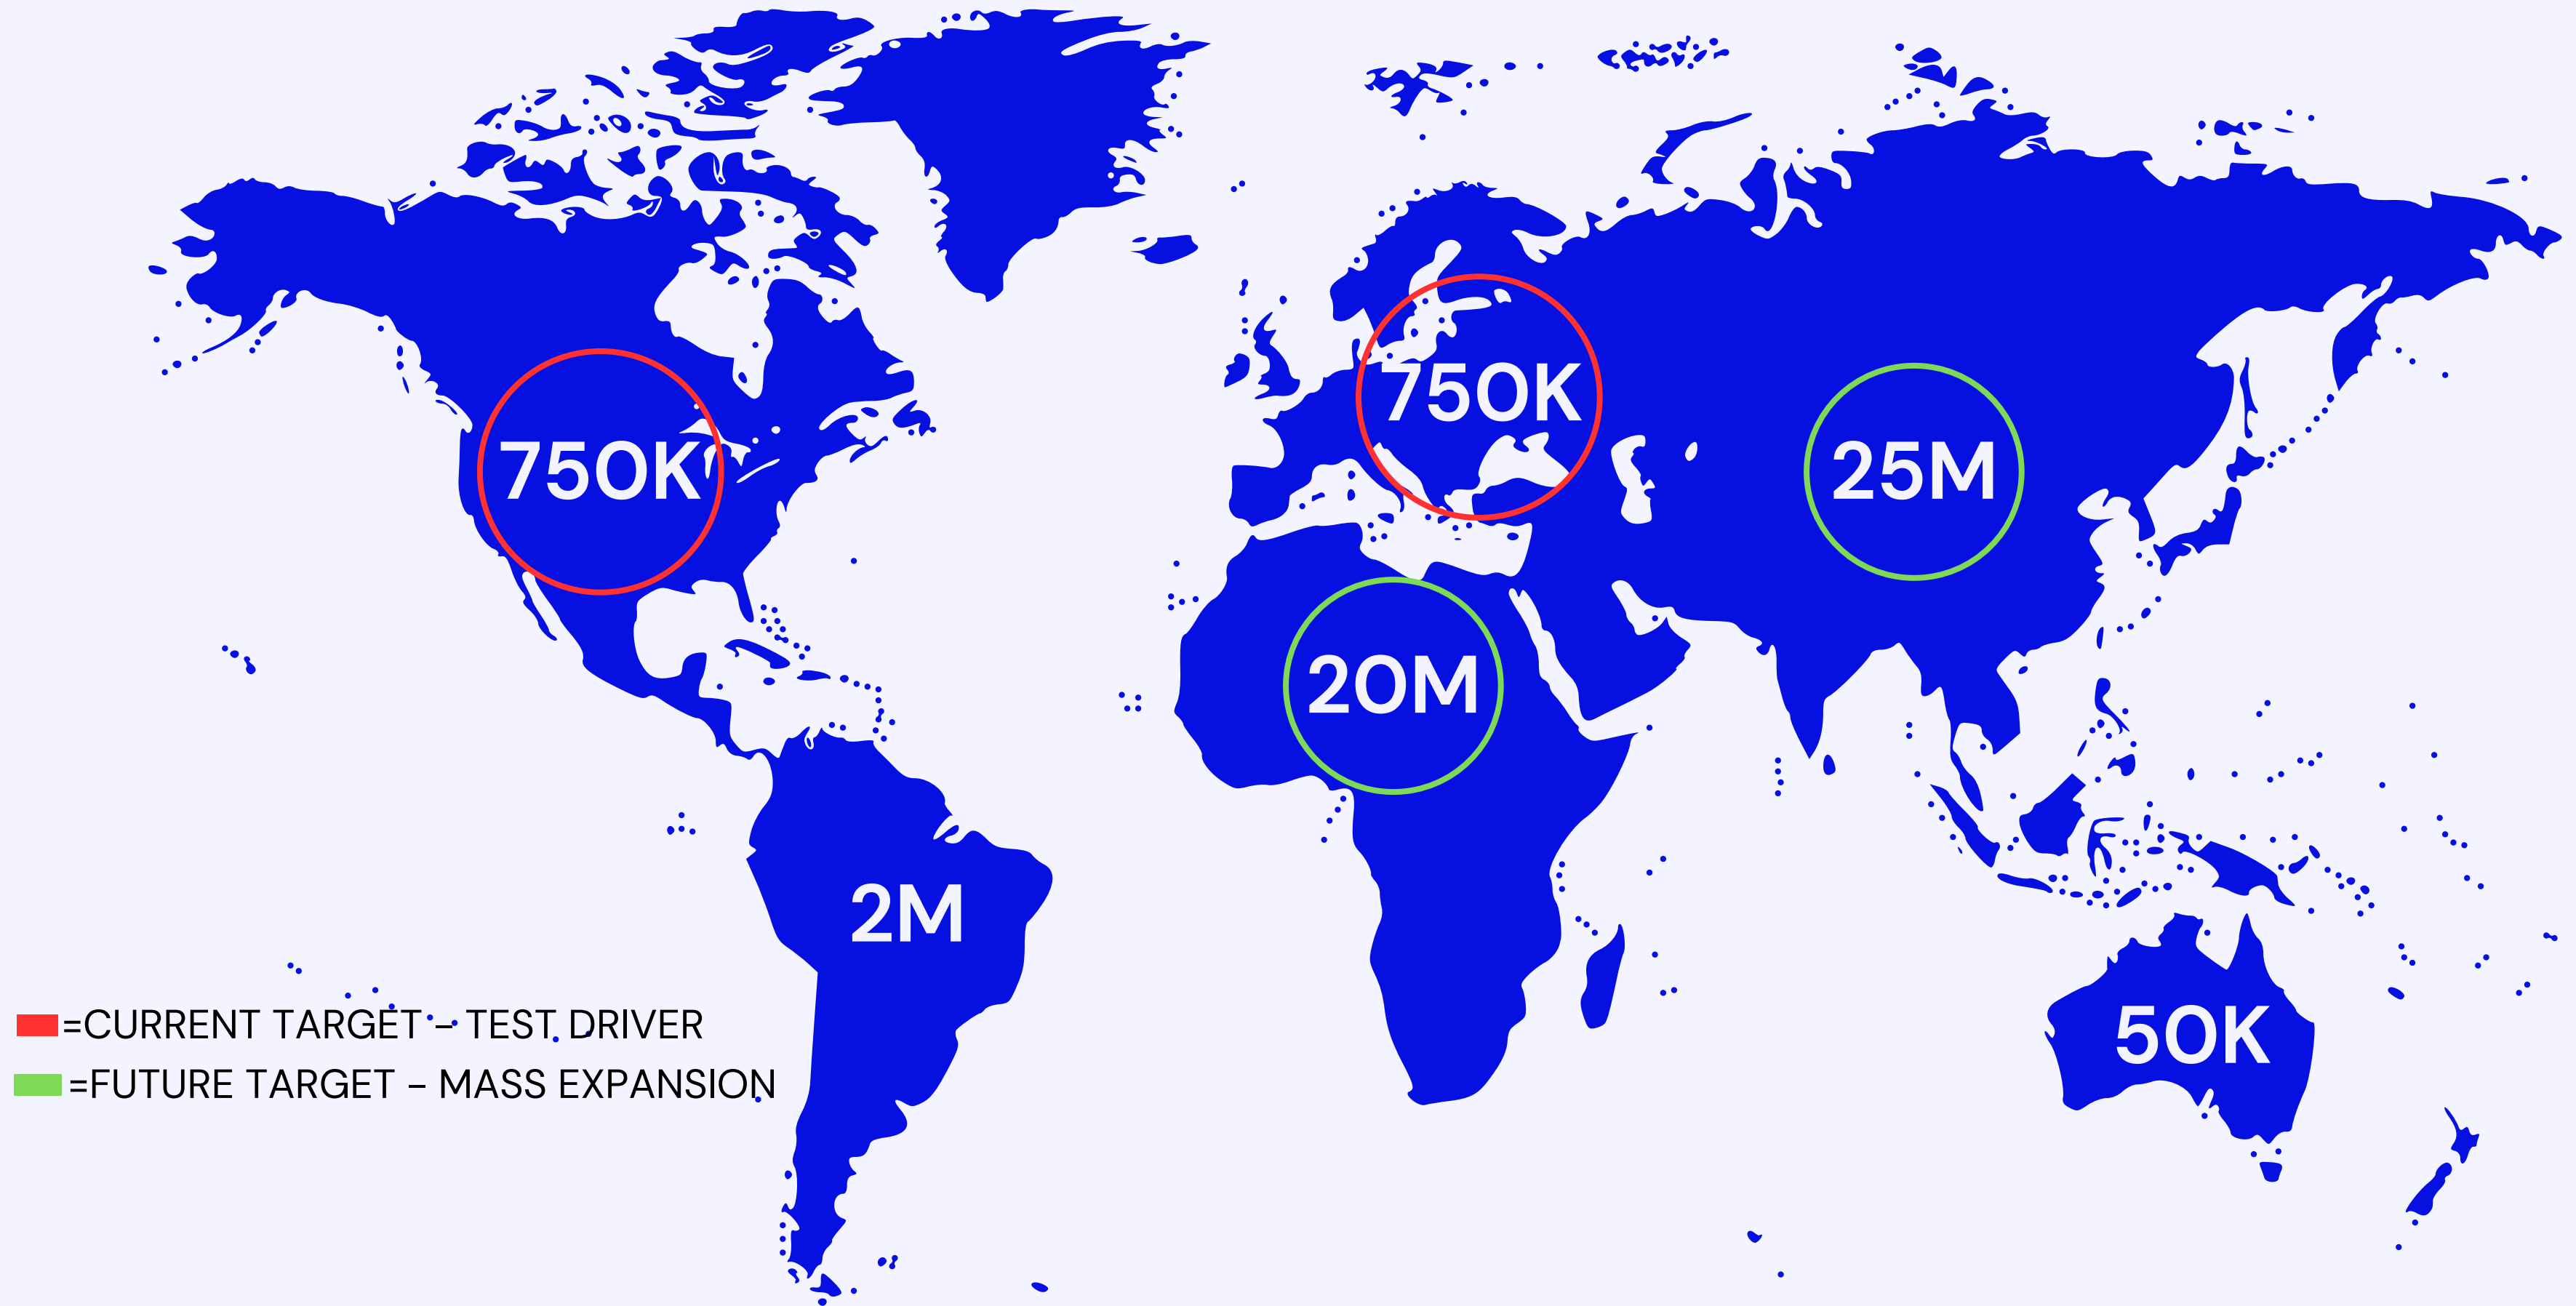 750K
750K
25M
20M
2M
50K
=CURRENT TARGET – TEST DRIVER
=FUTURE TARGET – MASS EXPANSION